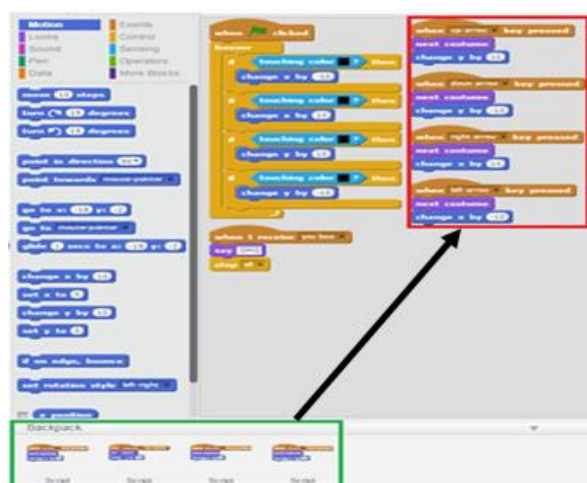 Motion
Looks
Sound
Pen
Data
Events
Control
Sensing
Operators
More Blocks
move 10 steps
turn 15 degrees
turn 15 degrees
point in direction 90
point towards mouse-pointer
go to x: y: -2
go to mouse-pointer
glide 1 secs to x: y: -2
change x by 10
set x to 0
change y by 10
set y to 0
if on edge, bounce
set rotation style left-right
x position
when clicked
forever
if touching color ? then
change x by
if touching color ? then
change x by
if touching color ? then
change y by
if touching color ? then
change y by
when I receive you lose
say
stop all
when up arrow key pressed
next costume
change y by
when down arrow key pressed
next costume
change y by
when right arrow key pressed
next costume
change x by
when left arrow key pressed
next costume
change x by
Backpack
Script
Script
Script
Script